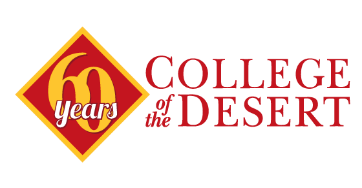 60
years
COLLEGE
of the DESERT